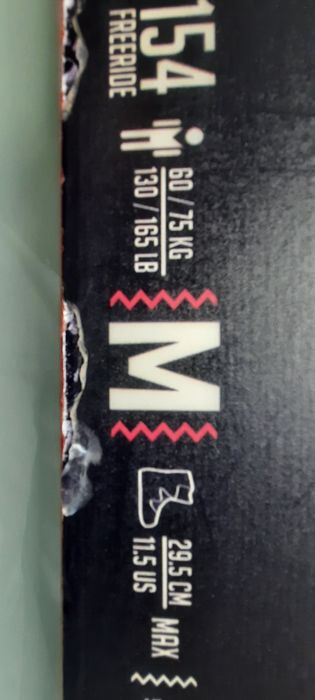 154
FREERIDE
60 / 75 KG
130 / 165 LB
M
29.5 CM
11.5 US
MAX